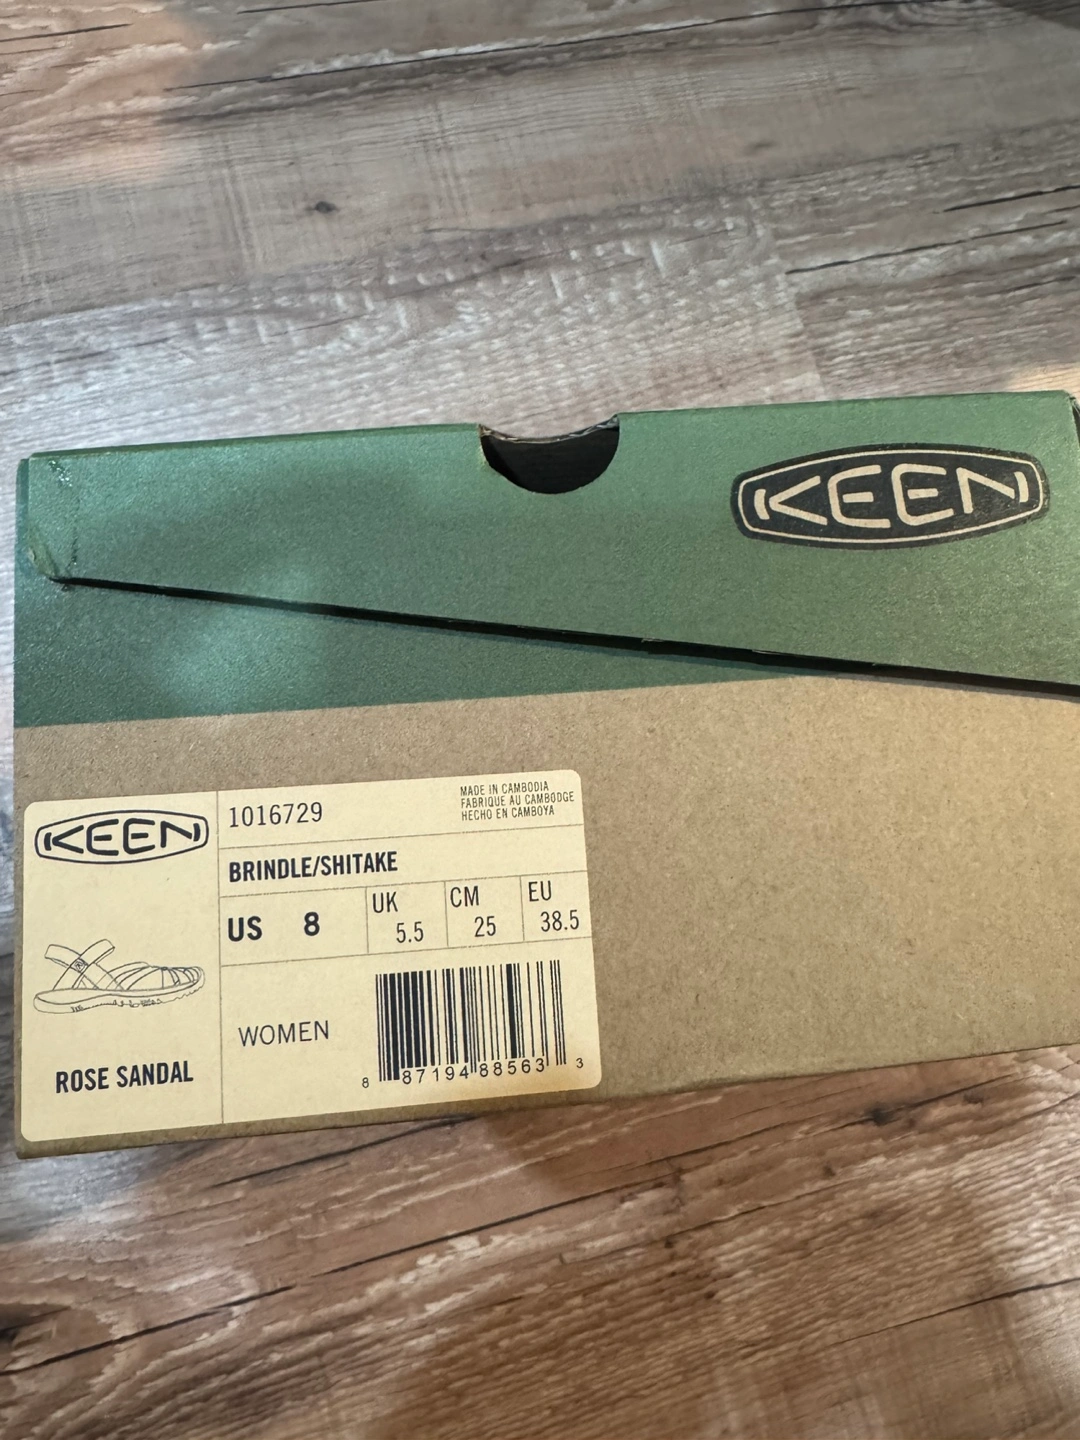 KEEN
KEEN
1016729
MADE IN CAMBODIA
FABRIQUE AU CAMBODGE
HECHO EN CAMBOYA
BRINDLE/SHITAKE
US 8
UK 5.5
CM 25
EU 38.5
WOMEN
ROSE SANDAL
8 87194 88563 3